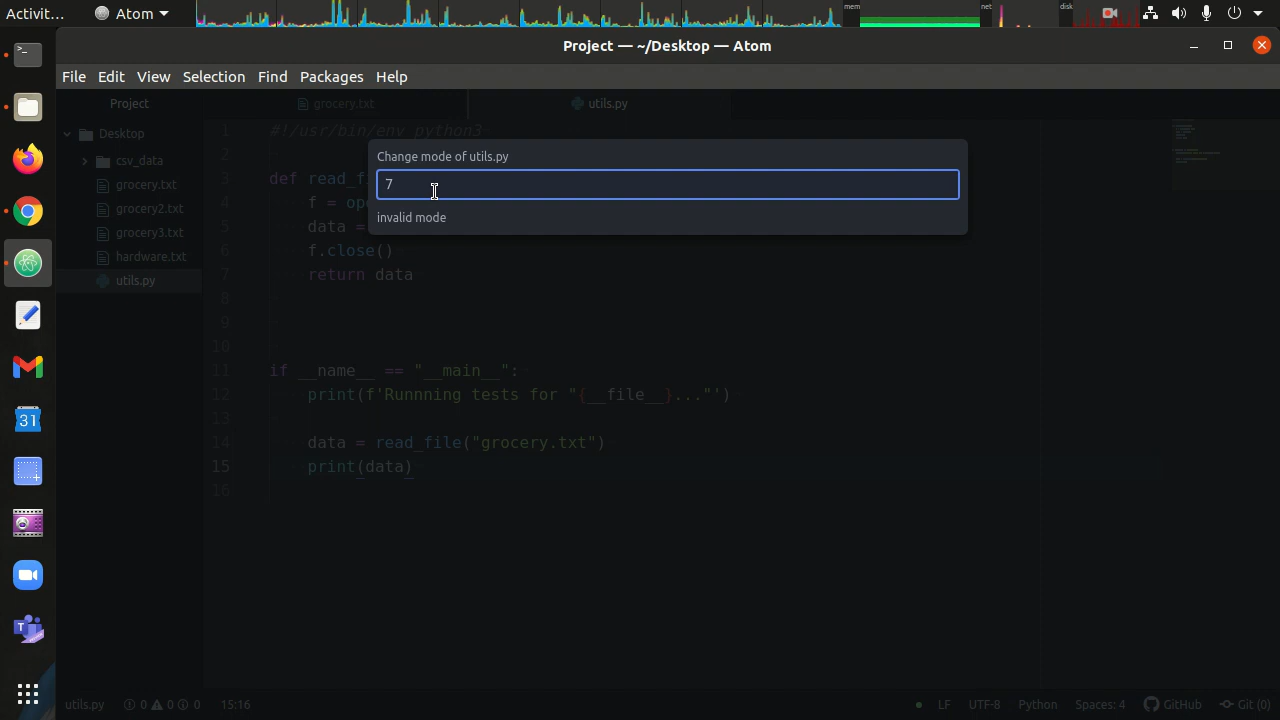 Activit... Atom mem net disk
Project — ~/Desktop — Atom
File Edit View Selection Find Packages Help
Project grocery.txt utils.py
Desktop
csv_data
grocery.txt
grocery2.txt
grocery3.txt
hardware.txt
utils.py
1 #!/usr/bin/env python3
2
3 def read_f
4 f = ope
5 data =
6 f.close()
7 return data
8
9
10
11 if __name__ == "__main__":
12 print(f'Runnning tests for "{__file__}..."')
13
14 data = read_file("grocery.txt")
15 print(data)
16
Change mode of utils.py
7
invalid mode
31
utils.py 0 0 0 15:16 LF UTF-8 Python Spaces: 4 GitHub Git (0)